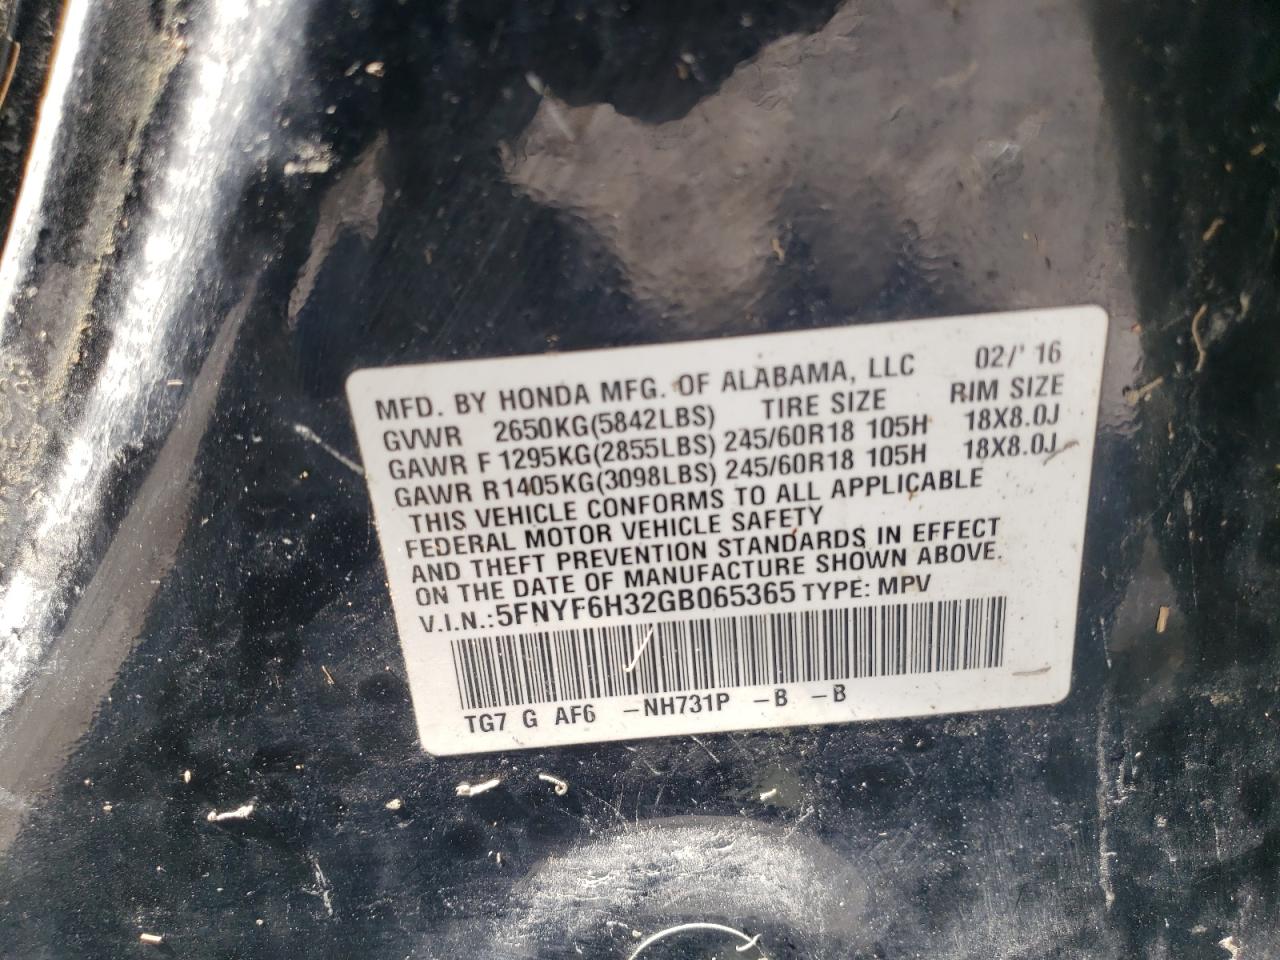 MFD. BY HONDA MFG. OF ALABAMA, LLC 02/' 16
GVWR 2650KG(5842LBS) TIRE SIZE RIM SIZE
GAWR F 1295KG(2855LBS) 245/60R18 105H 18X8.0J
GAWR R1405KG(3098LBS) 245/60R18 105H 18X8.0J
THIS VEHICLE CONFORMS TO ALL APPLICABLE
FEDERAL MOTOR VEHICLE SAFETY
AND THEFT PREVENTION STANDARDS IN EFFECT
ON THE DATE OF MANUFACTURE SHOWN ABOVE.
V.I.N.:5FNYF6H32GB065365 TYPE: MPV
TG7 G AF6 -NH731P -B -B